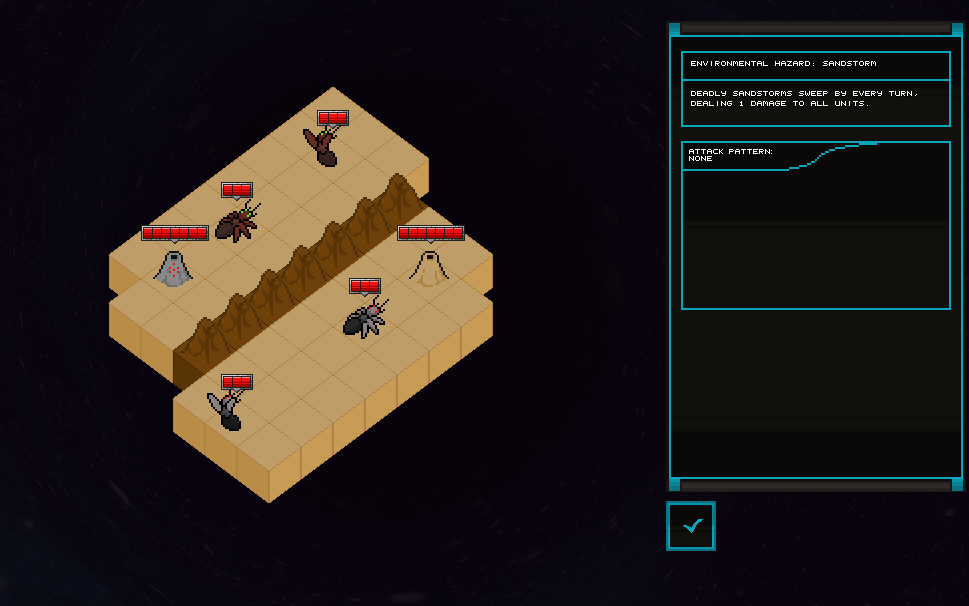 ENVIRONMENTAL HAZARD: SANDSTORM
DEADLY SANDSTORMS SWEEP BY EVERY TURN,
DEALING 1 DAMAGE TO ALL UNITS.
ATTACK PATTERN:
NONE